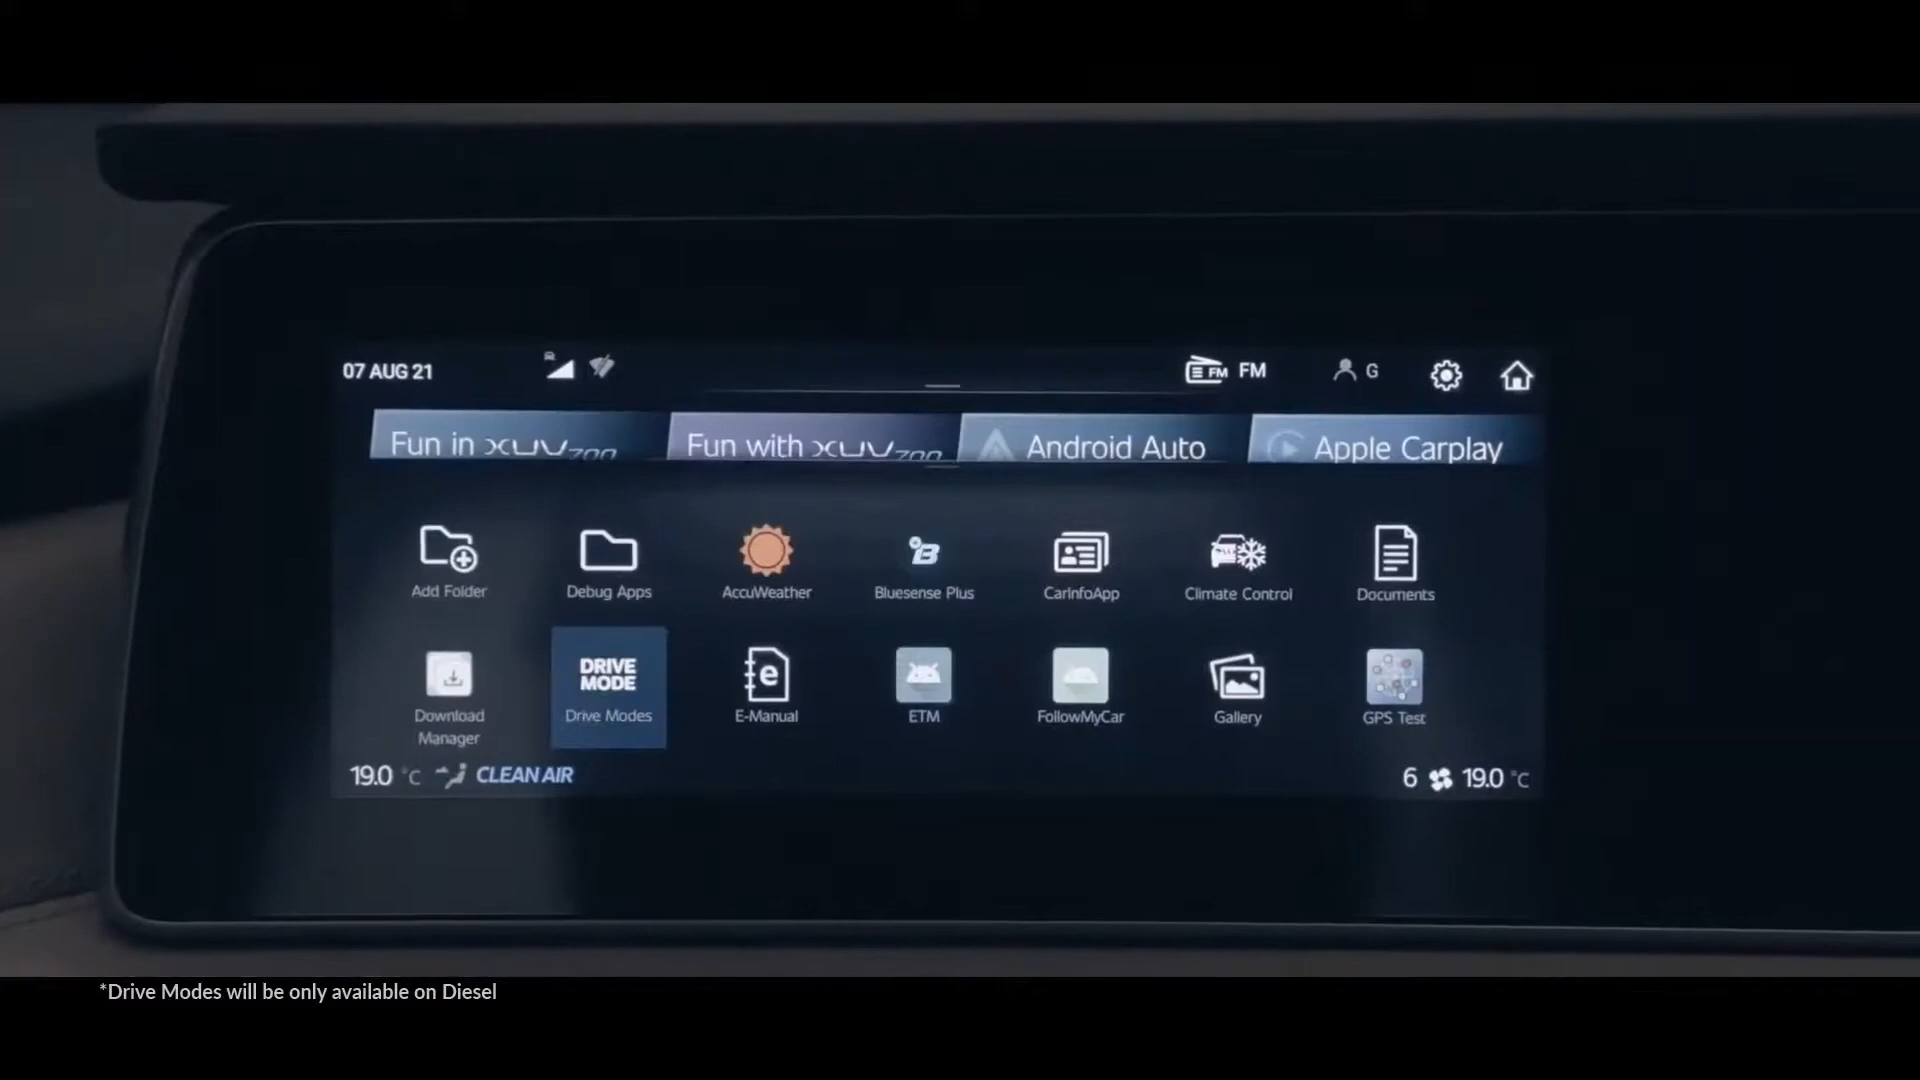 07 AUG 21
FM FM
G
Fun in XUV700
Fun with XUV700
Android Auto
Apple Carplay
Add Folder
Debug Apps
AccuWeather
Bluesense Plus
CarInfoApp
Climate Control
Documents
Download
Manager
DRIVE
MODE
Drive Modes
E-Manual
ETM
FollowMyCar
Gallery
GPS Test
19.0 °C CLEAN AIR
6 19.0 °C
*Drive Modes will be only available on Diesel